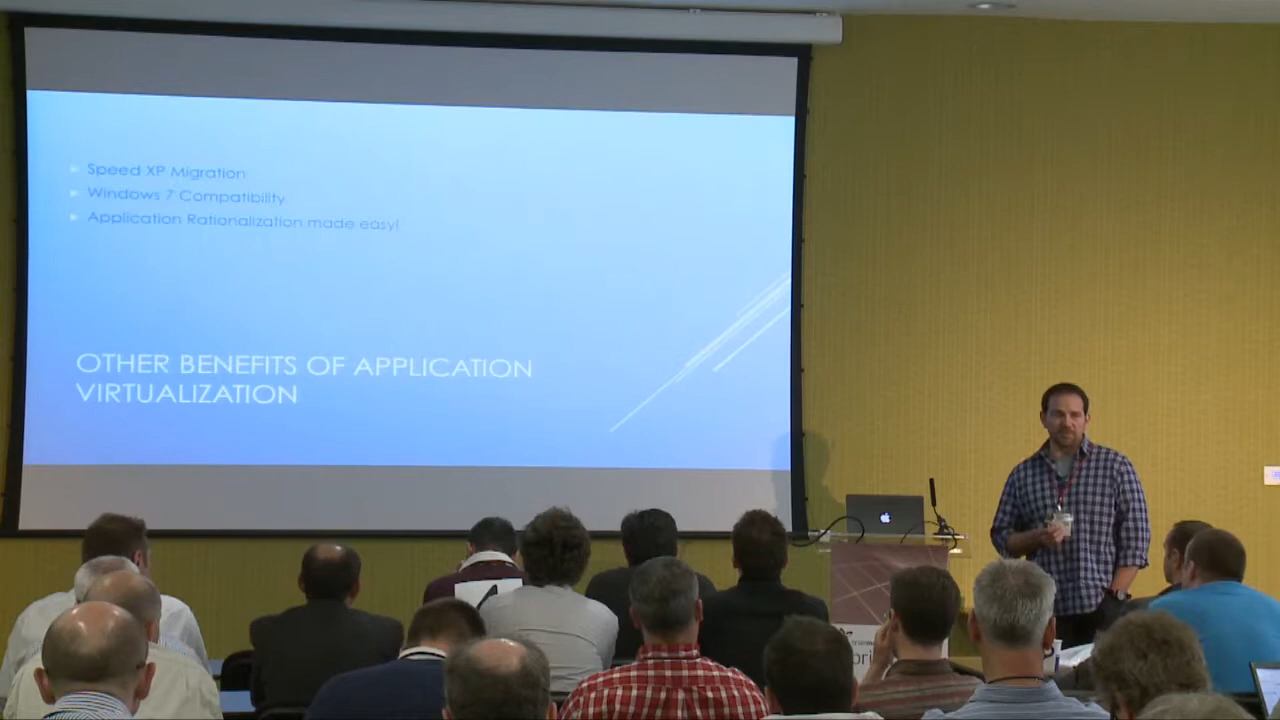 Speed XP Migration
Windows 7 Compatibility
Application Rationalization made easy!
OTHER BENEFITS OF APPLICATION
VIRTUALIZATION